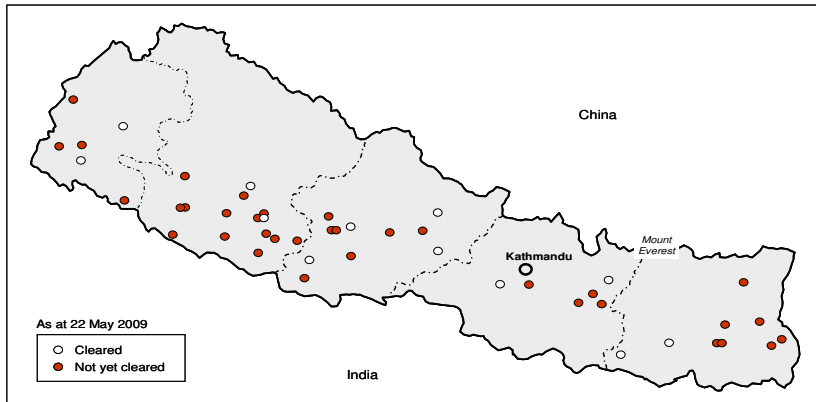 China
Mount
Everest
Kathmandu
As at 22 May 2009
Cleared
Not yet cleared
India